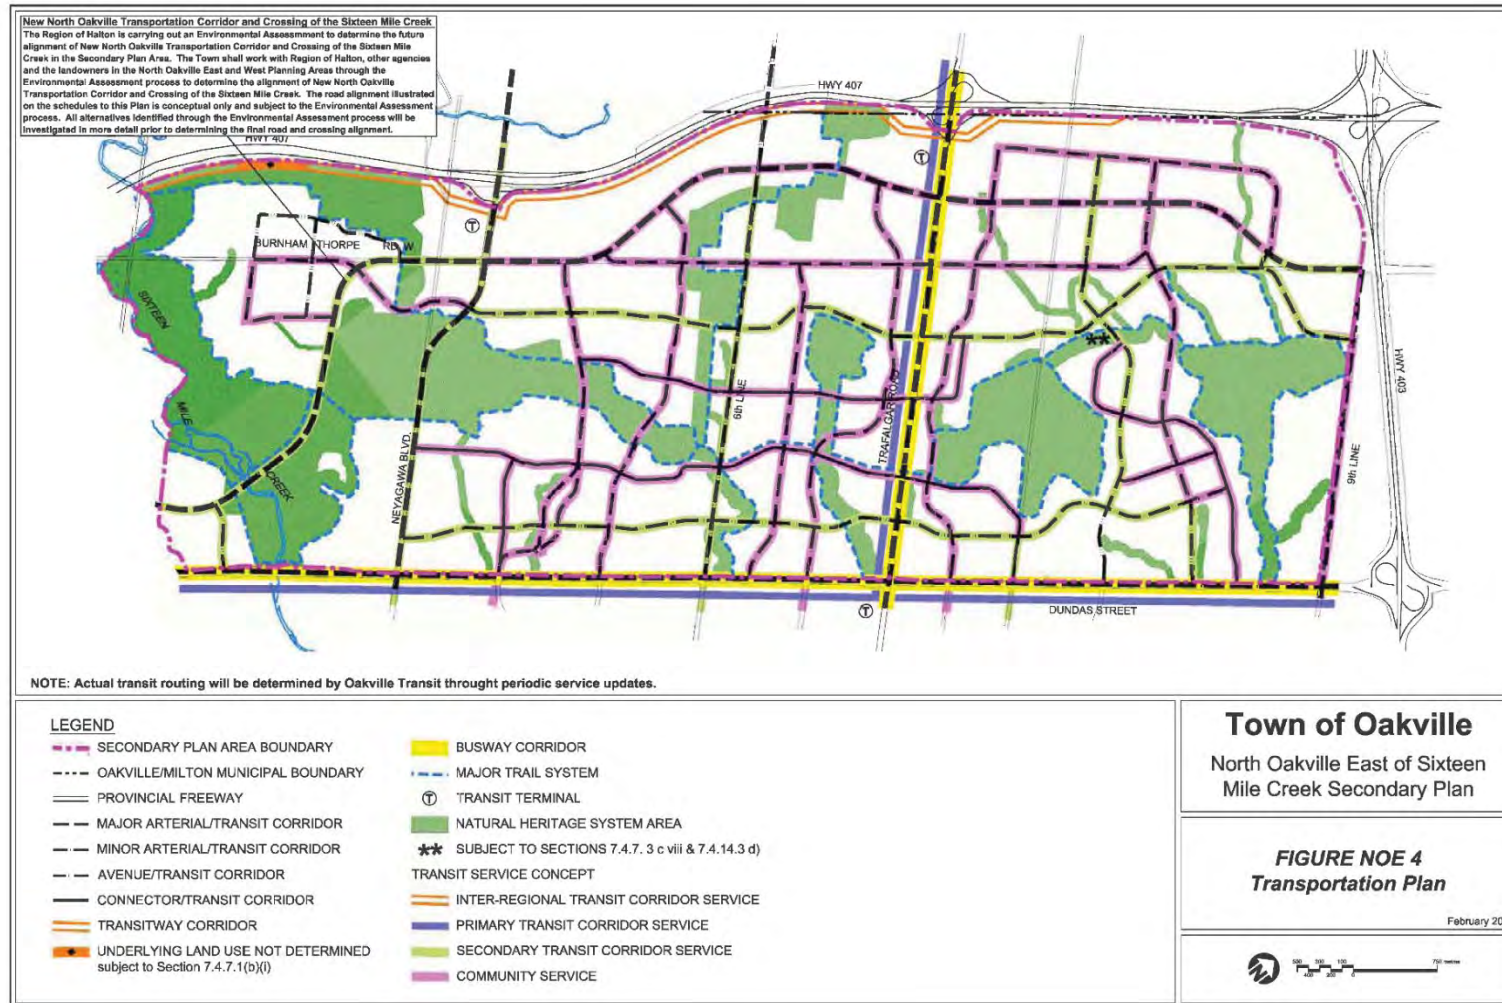 New North Oakville Transportation Corridor and Crossing of the Sixteen Mile Creek
The Region of Halton is carrying out an Environmental Assessmment to determine the future
alignment of New North Oakville Transportation Corridor and Crossing of the Sixteen Mile
Creek in the Secondary Plan Area. The Town shall work with Region of Halton, other agencies
and the landowners in the North Oakville East and West Planning Areas through the
Environmental Assessment process to determine the alignment of New North Oakville
Transportation Corridor and Crossing of the Sixteen Mile Creek. The road alignment illustrated
on the schedules to this Plan is conceptual only and subject to the Environmental Assessment
process. All alternatives identified through the Environmental Assessment process will be
investigated in more detail prior to determining the final road and crossing alignment.
HWY 407
HWY 407
T
T
BURNHAM THORPE RD W
SIXTEEN
MILE
CREEK
NEYAGAWA BLVD.
6th LINE
TRAFALGAR ROAD
**
HWY 403
9th LINE
T
DUNDAS STREET
NOTE: Actual transit routing will be determined by Oakville Transit throught periodic service updates.
LEGEND
SECONDARY PLAN AREA BOUNDARY
OAKVILLE/MILTON MUNICIPAL BOUNDARY
PROVINCIAL FREEWAY
MAJOR ARTERIAL/TRANSIT CORRIDOR
MINOR ARTERIAL/TRANSIT CORRIDOR
AVENUE/TRANSIT CORRIDOR
CONNECTOR/TRANSIT CORRIDOR
TRANSITWAY CORRIDOR
UNDERLYING LAND USE NOT DETERMINED
subject to Section 7.4.7.1(b)(i)
BUSWAY CORRIDOR
MAJOR TRAIL SYSTEM
T TRANSIT TERMINAL
NATURAL HERITAGE SYSTEM AREA
** SUBJECT TO SECTIONS 7.4.7. 3 c viii & 7.4.14.3 d)
TRANSIT SERVICE CONCEPT
INTER-REGIONAL TRANSIT CORRIDOR SERVICE
PRIMARY TRANSIT CORRIDOR SERVICE
SECONDARY TRANSIT CORRIDOR SERVICE
COMMUNITY SERVICE
Town of Oakville
North Oakville East of Sixteen
Mile Creek Secondary Plan
FIGURE NOE 4
Transportation Plan
February 20
500 300 100 750 metres
400 200 0